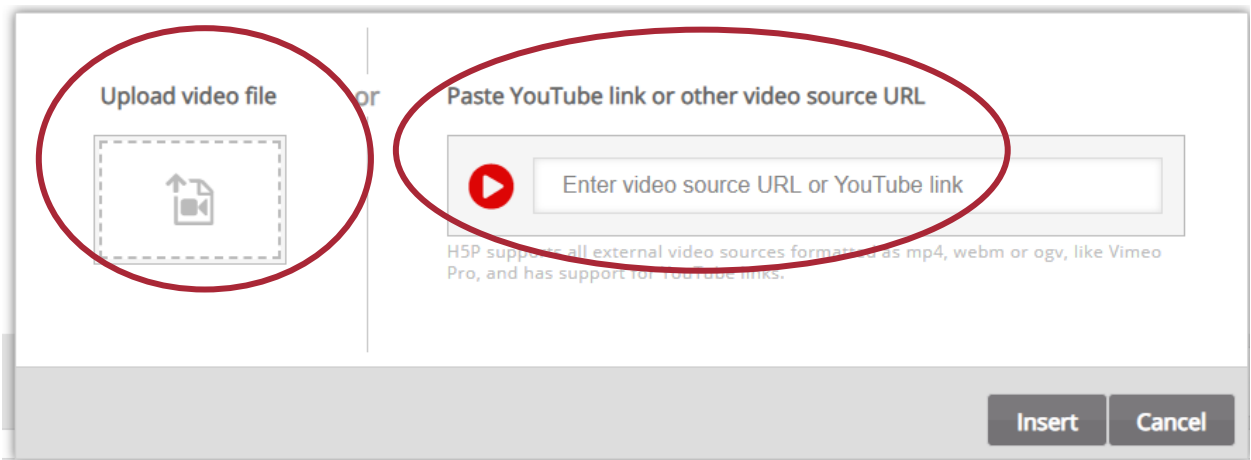 Upload video file
or
Paste YouTube link or other video source URL
Enter video source URL or YouTube link
H5P supports all external video sources formatted as mp4, webm or ogv, like Vimeo
Pro, and has support for YouTube links.
Insert
Cancel